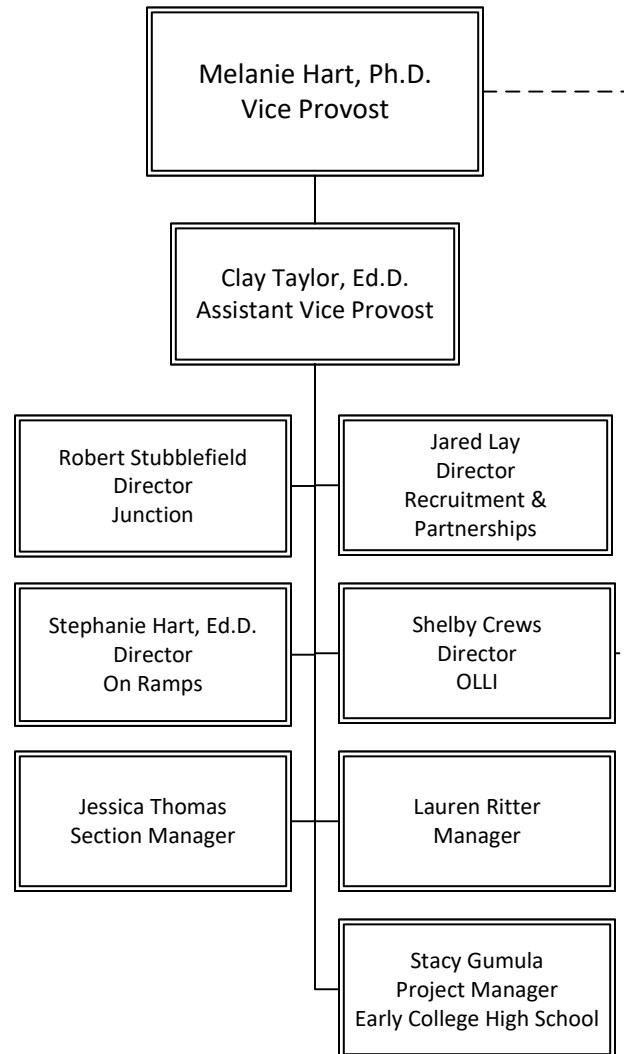 Melanie Hart, Ph.D.
Vice Provost
Clay Taylor, Ed.D.
Assistant Vice Provost
Robert Stubblefield
Director
Junction
Jared Lay
Director
Recruitment &
Partnerships
Stephanie Hart, Ed.D.
Director
On Ramps
Shelby Crews
Director
OLLI
Jessica Thomas
Section Manager
Lauren Ritter
Manager
Stacy Gumula
Project Manager
Early College High School